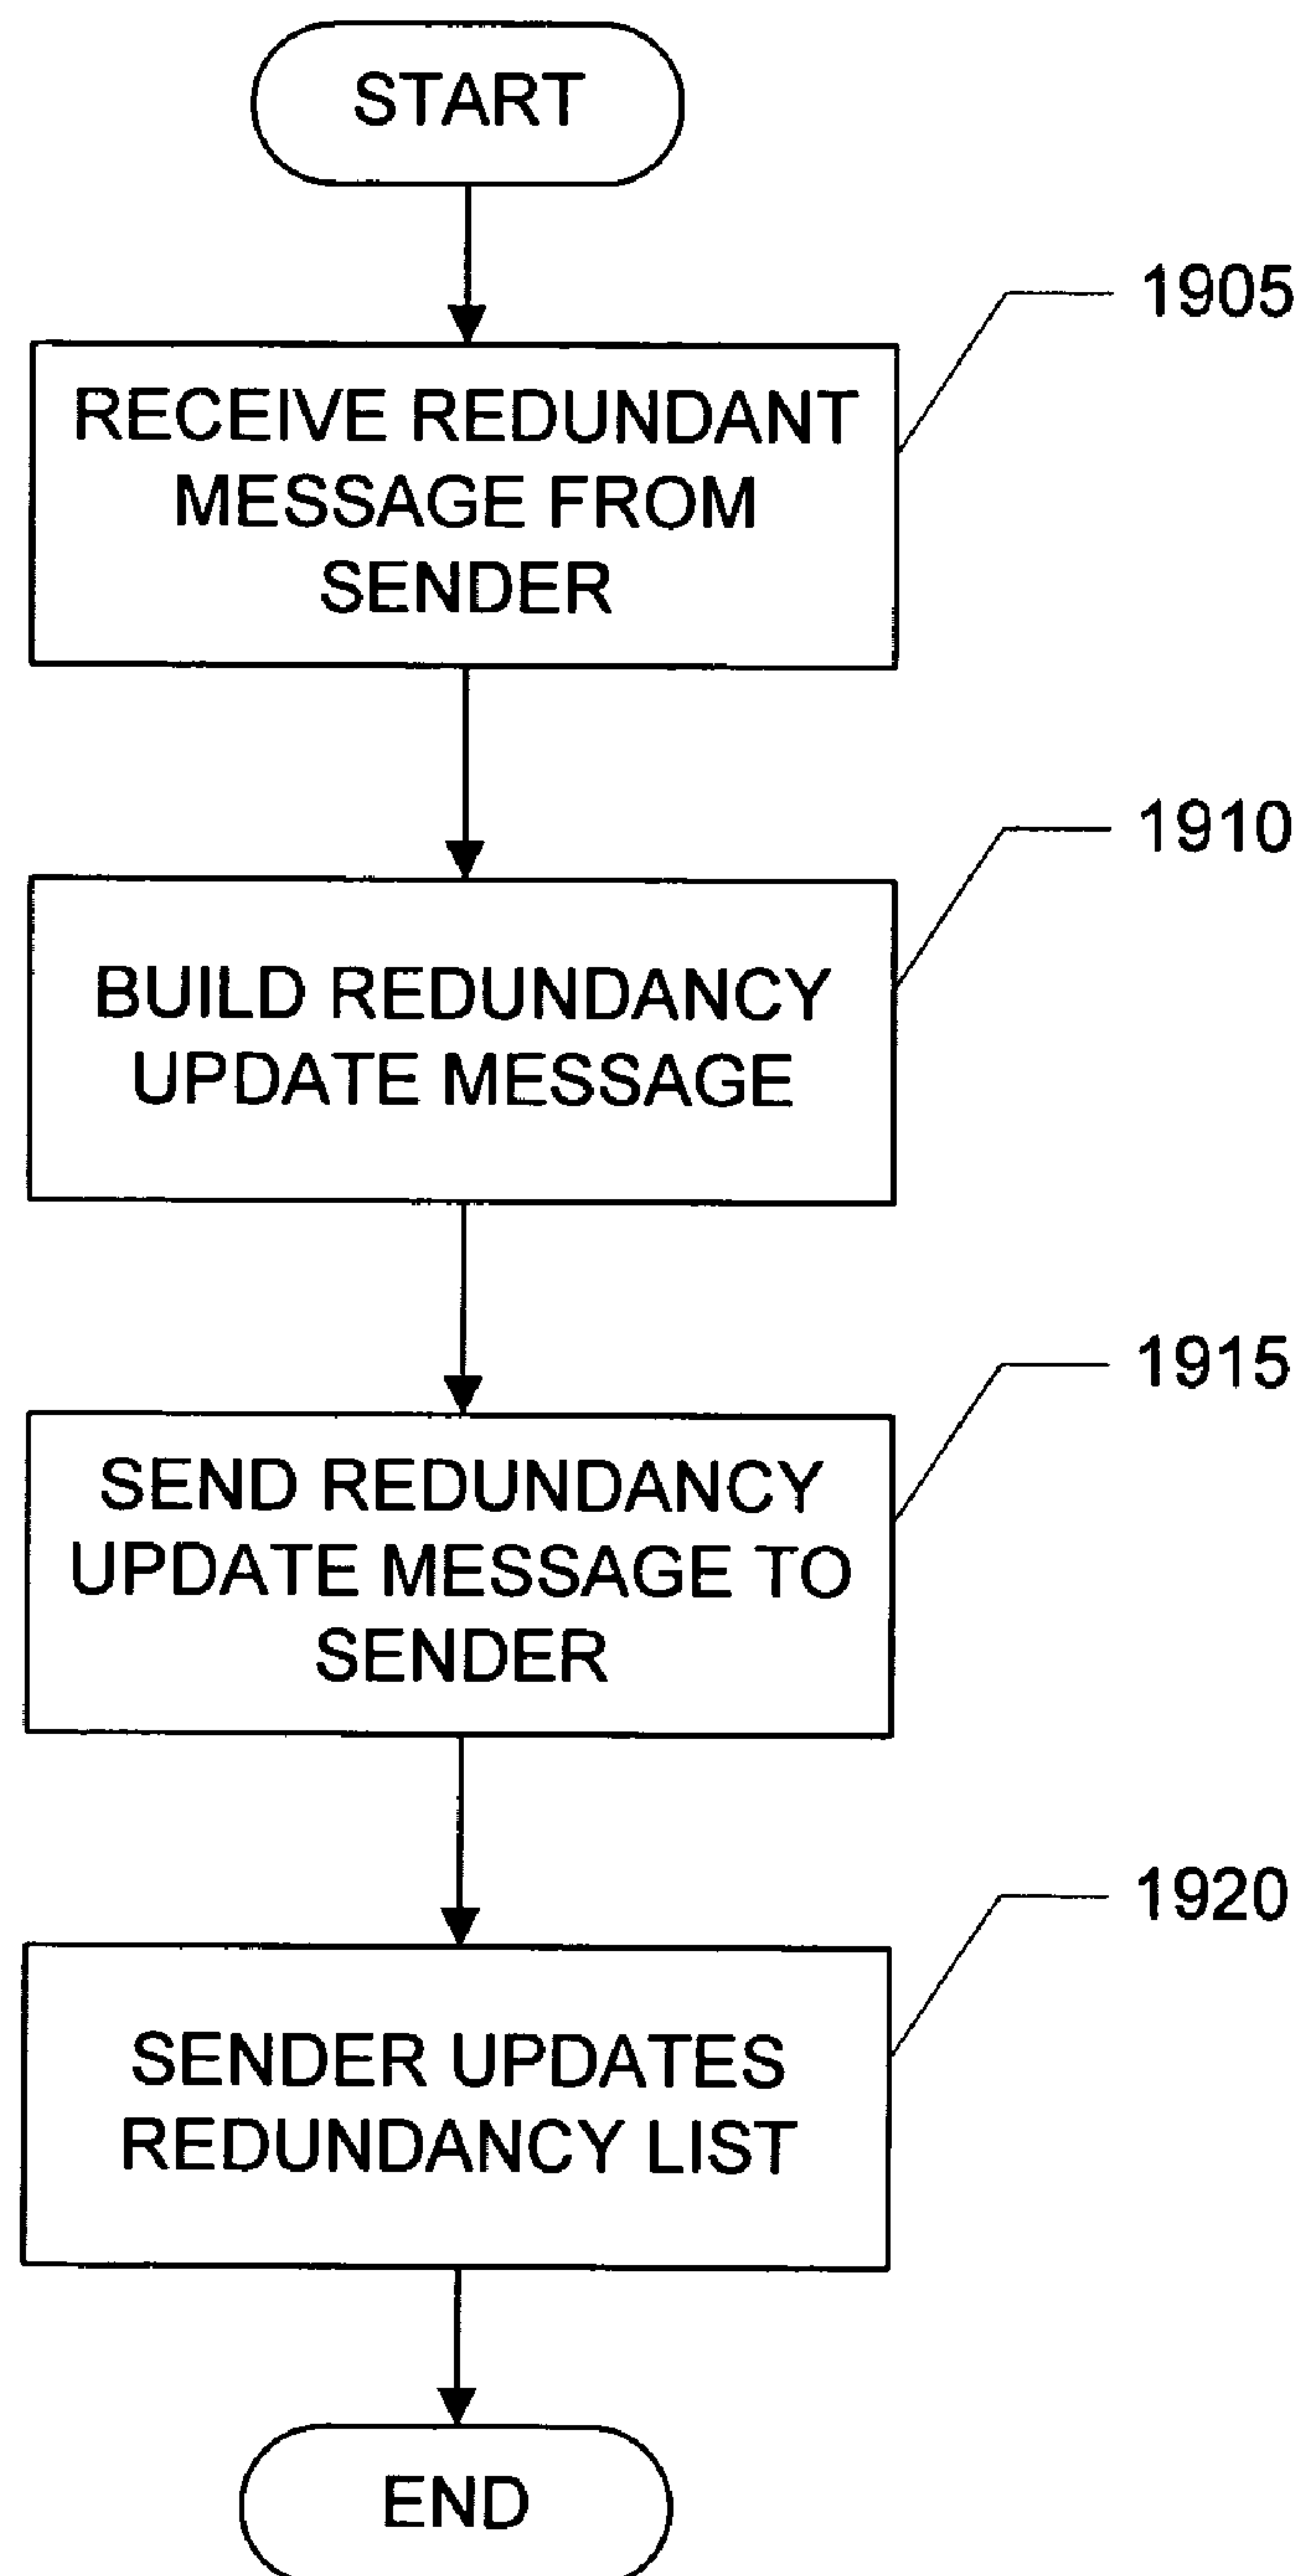 START
1905
RECEIVE REDUNDANT
MESSAGE FROM
SENDER
1910
BUILD REDUNDANCY
UPDATE MESSAGE
1915
SEND REDUNDANCY
UPDATE MESSAGE TO
SENDER
1920
SENDER UPDATES
REDUNDANCY LIST
END